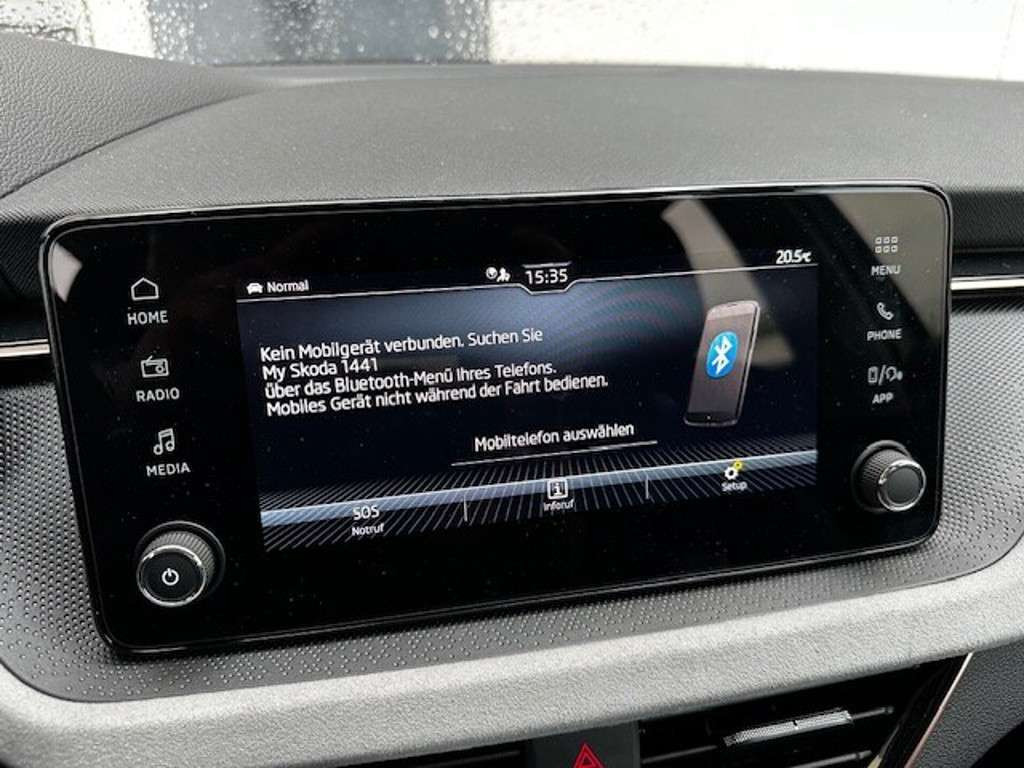 Normal
15:35
20.5°C
HOME
RADIO
MEDIA
MENU
PHONE
APP
Kein Mobilgerät verbunden. Suchen Sie
My Skoda 1441
über das Bluetooth-Menü Ihres Telefons.
Mobiles Gerät nicht während der Fahrt bedienen.
Mobiltelefon auswählen
SOS
Notruf
Inforuf
Setup